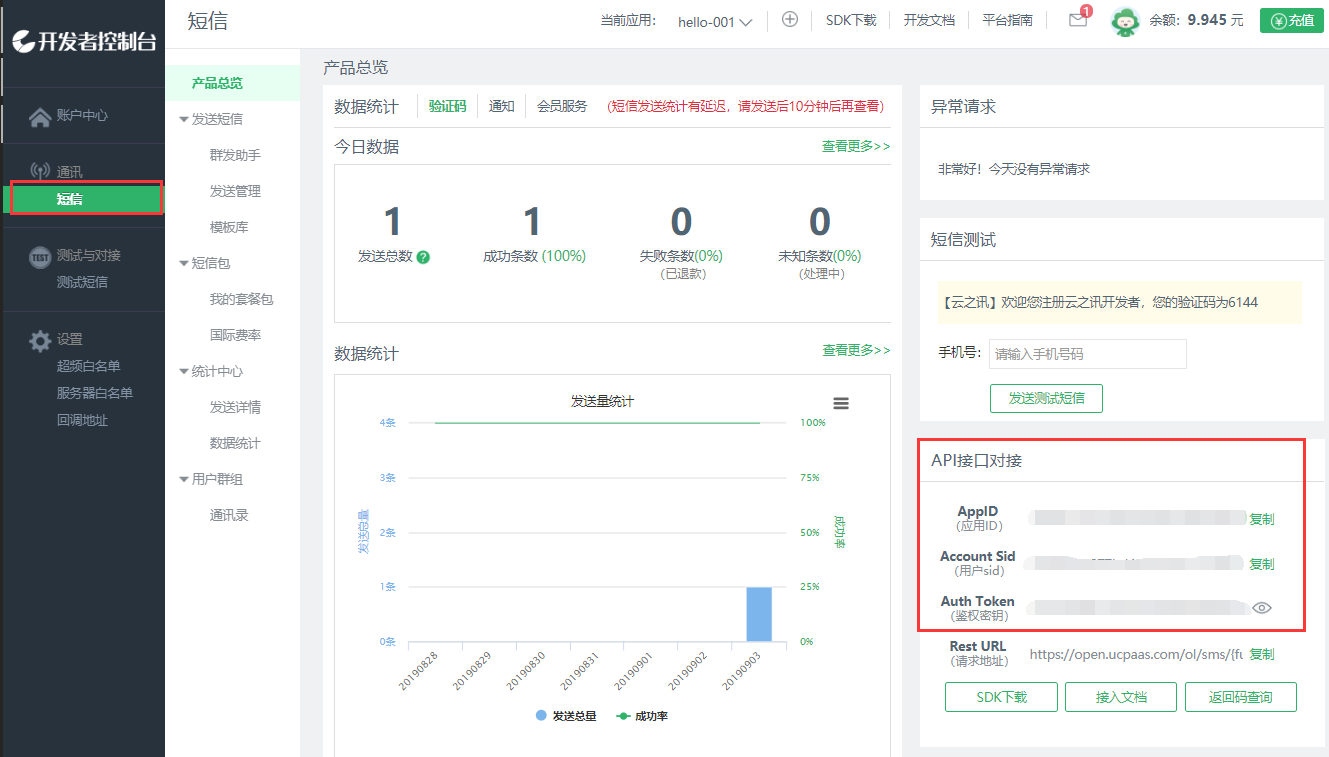 开发者控制台
账户中心
通讯
短信
TEST
测试与对接
测试短信
设置
超频白名单
服务器白名单
回调地址
短信
当前应用: hello-001
SDK下载
开发文档
平台指南
1
余额: 9.945 元
充值
产品总览
发送短信
群发助手
发送管理
模板库
短信包
我的套餐包
国际费率
统计中心
发送详情
数据统计
用户群组
通讯录
产品总览
数据统计 验证码 通知 会员服务 (短信发送统计有延迟，请发送后10分钟后再查看)
今日数据 查看更多>>
1 1 0 0
发送总数 ? 成功条数 (100%) 失败条数(0%) 未知条数(0%)
(已退款) (处理中)
数据统计 查看更多>>
发送量统计
4条 100%
3条 75%
2条 50%
1条 25%
0条 0%
发送总量
成功率
20190828 20190829 20190830 20190831 20190901 20190902 20190903
发送总量 成功率
异常请求
非常好！今天没有异常请求
短信测试
【云之讯】欢迎您注册云之讯开发者，您的验证码为6144
手机号: 请输入手机号码
发送测试短信
API接口对接
AppID
(应用ID)
复制
Account Sid
(用户sid)
复制
Auth Token
(鉴权密钥)
Rest URL
(请求地址)
https://open.ucpaas.com/ol/sms/{fu 复制
SDK下载 接入文档 返回码查询